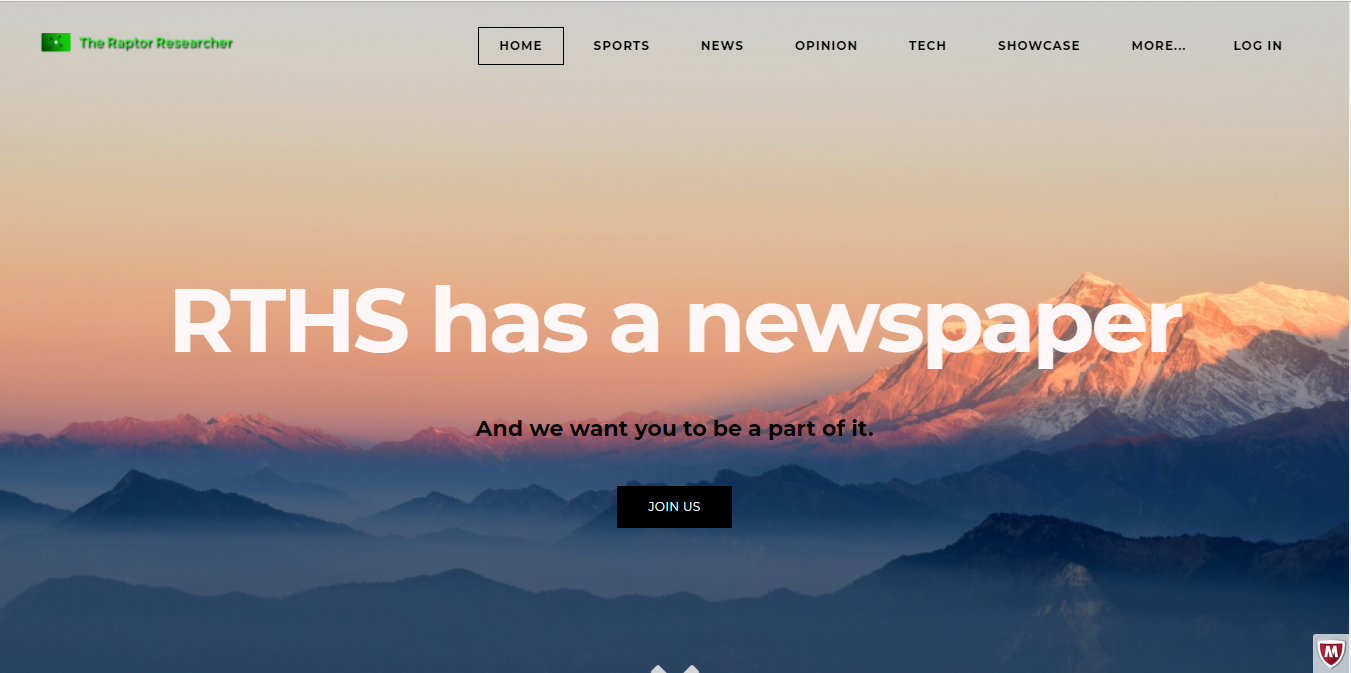 The Raptor Researcher
HOME SPORTS NEWS OPINION TECH SHOWCASE MORE... LOG IN
RTHS has a newspaper
And we want you to be a part of it.
JOIN US
M